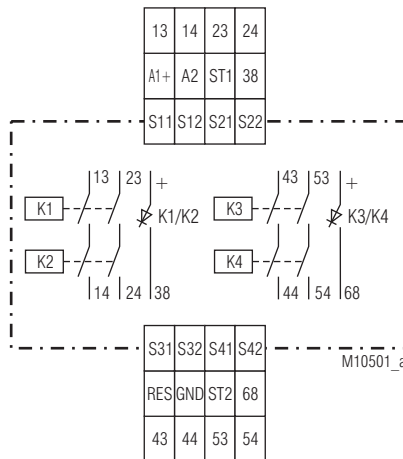 13 14 23 24
A1+ A2 ST1 38
S11 S12 S21 S22
13 23 + 43 53 +
K1 K1/K2 K3 K3/K4
K2 K4
14 24 38 44 54 68
S31 S32 S41 S42
M10501_a
RES GND ST2 68
43 44 53 54